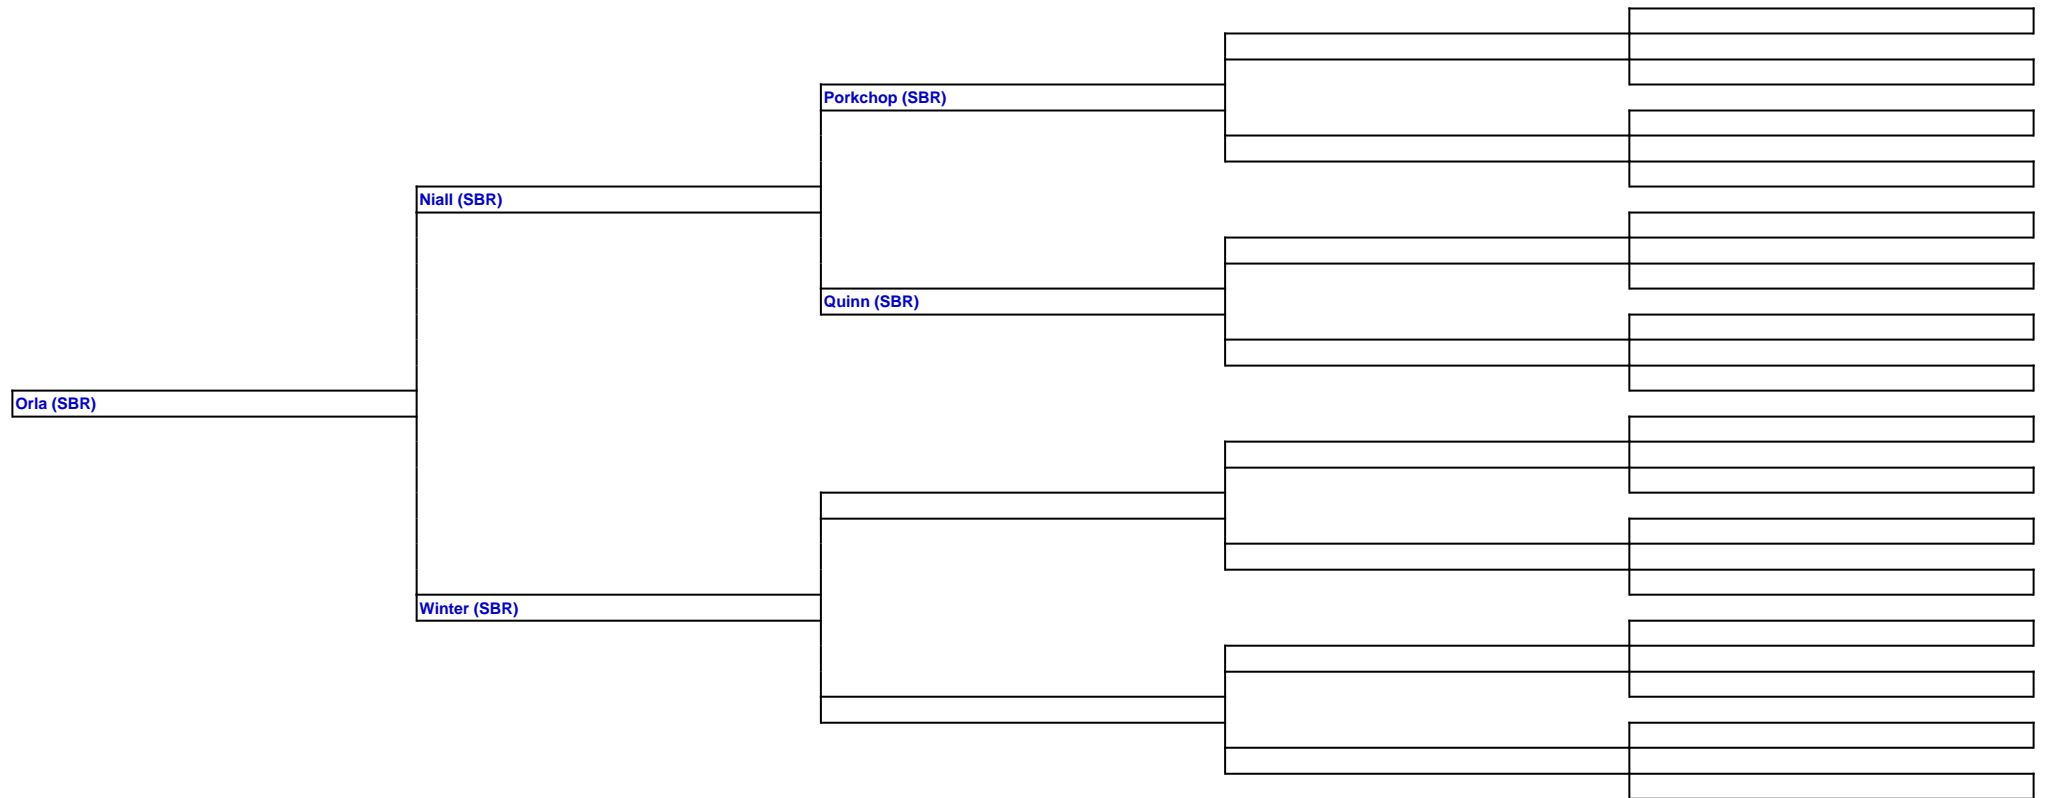 Porkchop (SBR)
Niall (SBR)
Quinn (SBR)
Orla (SBR)
Winter (SBR)